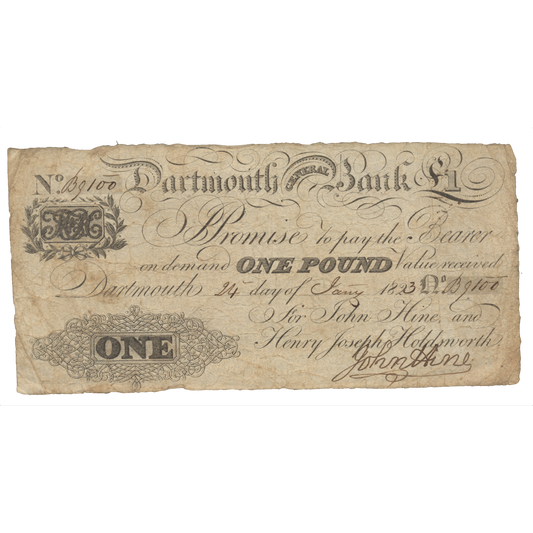 No B9100 Dartmouth GENERAL Bank £1
I Promise to pay the Bearer
on demand ONE POUND Value received
Dartmouth 24 day of Jany 1823 No B9100
For John Hine, and
Henry Joseph Holdsworth
ONE
John Hine